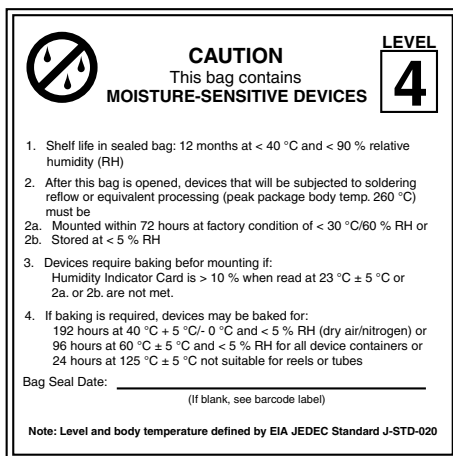 LEVEL
CAUTION
4
This bag contains
MOISTURE-SENSITIVE DEVICES
1. Shelf life in sealed bag: 12 months at < 40 °C and < 90 % relative
humidity (RH)
2. After this bag is opened, devices that will be subjected to soldering
reflow or equivalent processing (peak package body temp. 260 °C)
must be
2a. Mounted within 72 hours at factory condition of < 30 °C/60 % RH or
2b. Stored at < 5 % RH
3. Devices require baking befor mounting if:
Humidity Indicator Card is > 10 % when read at 23 °C ± 5 °C or
2a. or 2b. are not met.
4. If baking is required, devices may be baked for:
192 hours at 40 °C + 5 °C/- 0 °C and < 5 % RH (dry air/nitrogen) or
96 hours at 60 °C ± 5 °C and < 5 % RH for all device containers or
24 hours at 125 °C ± 5 °C not suitable for reels or tubes
Bag Seal Date:
(If blank, see barcode label)
Note: Level and body temperature defined by EIA JEDEC Standard J-STD-020